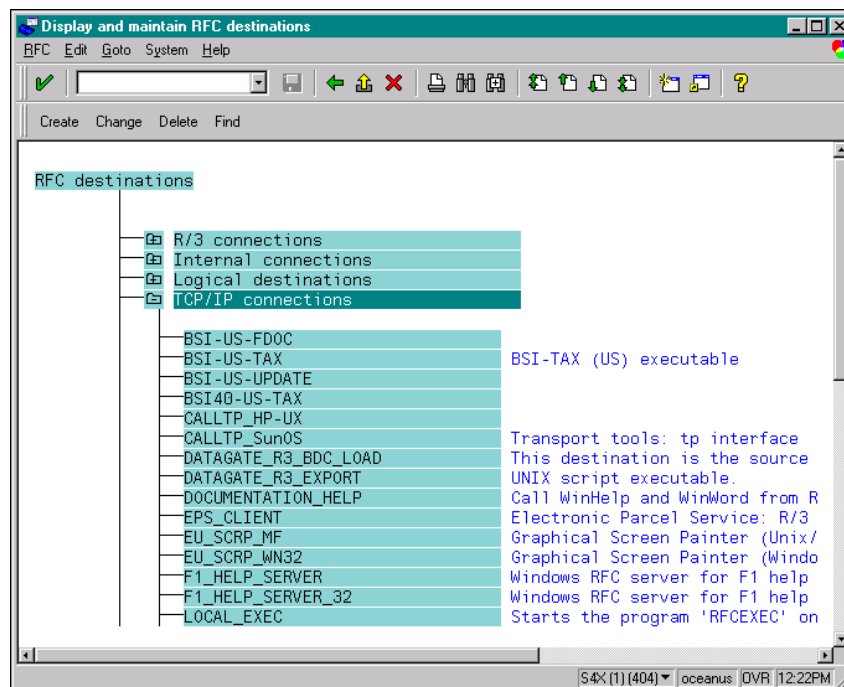 Display and maintain RFC destinations
RFC Edit Goto System Help
Create Change Delete Find
RFC destinations
R/3 connections
Internal connections
Logical destinations
TCP/IP connections
BSI-US-FDOC
BSI-US-TAX BSI-TAX (US) executable
BSI-US-UPDATE
BSI40-US-TAX
CALLTP_HP-UX
CALLTP_SunOS Transport tools: tp interface
DATAGATE_R3_BDC_LOAD This destination is the source
DATAGATE_R3_EXPORT UNIX script executable.
DOCUMENTATION_HELP Call WinHelp and WinWord from R
EPS_CLIENT Electronic Parcel Service: R/3
EU_SCRP_MF Graphical Screen Painter (Unix/
EU_SCRP_WN32 Graphical Screen Painter (Windo
F1_HELP_SERVER Windows RFC server for F1 help
F1_HELP_SERVER_32 Windows RFC server for F1 help
LOCAL_EXEC Starts the program 'RFCEXEC' on
S4X (1) (404) oceanus OVR 12:22PM